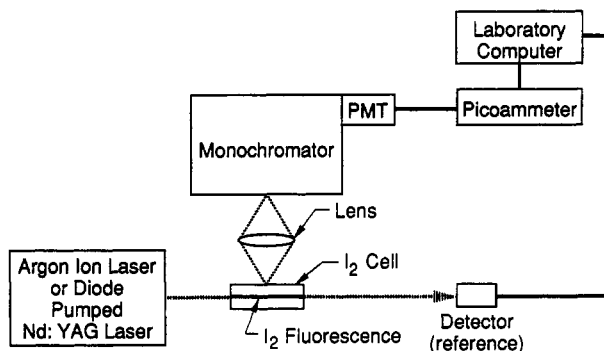 Laboratory
Computer
PMT
Picoammeter
Monochromator
Lens
Argon Ion Laser
or Diode
Pumped
Nd: YAG Laser
I2 Cell
I2 Fluorescence
Detector
(reference)